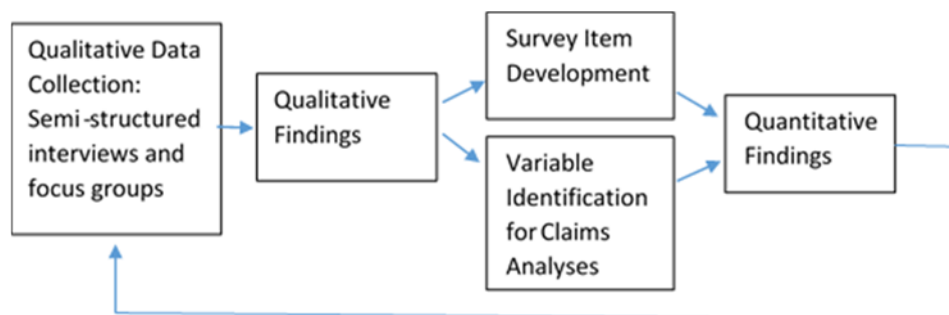 Qualitative Data
Collection:
Semi-structured
interviews and
focus groups
Qualitative
Findings
Survey Item
Development
Variable
Identification
for Claims
Analyses
Quantitative
Findings